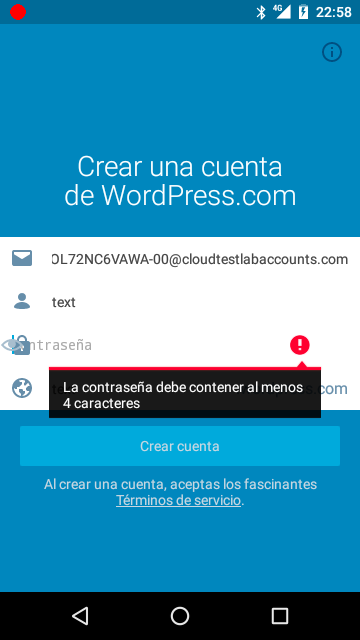 4G 22:58
Crear una cuenta
de WordPress.com
OL72NC6VAWA-00@cloudtestlabaccounts.com
text
ntraseña
.com
La contraseña debe contener al menos
4 caracteres
Crear cuenta
Al crear una cuenta, aceptas los fascinantes
Términos de servicio.